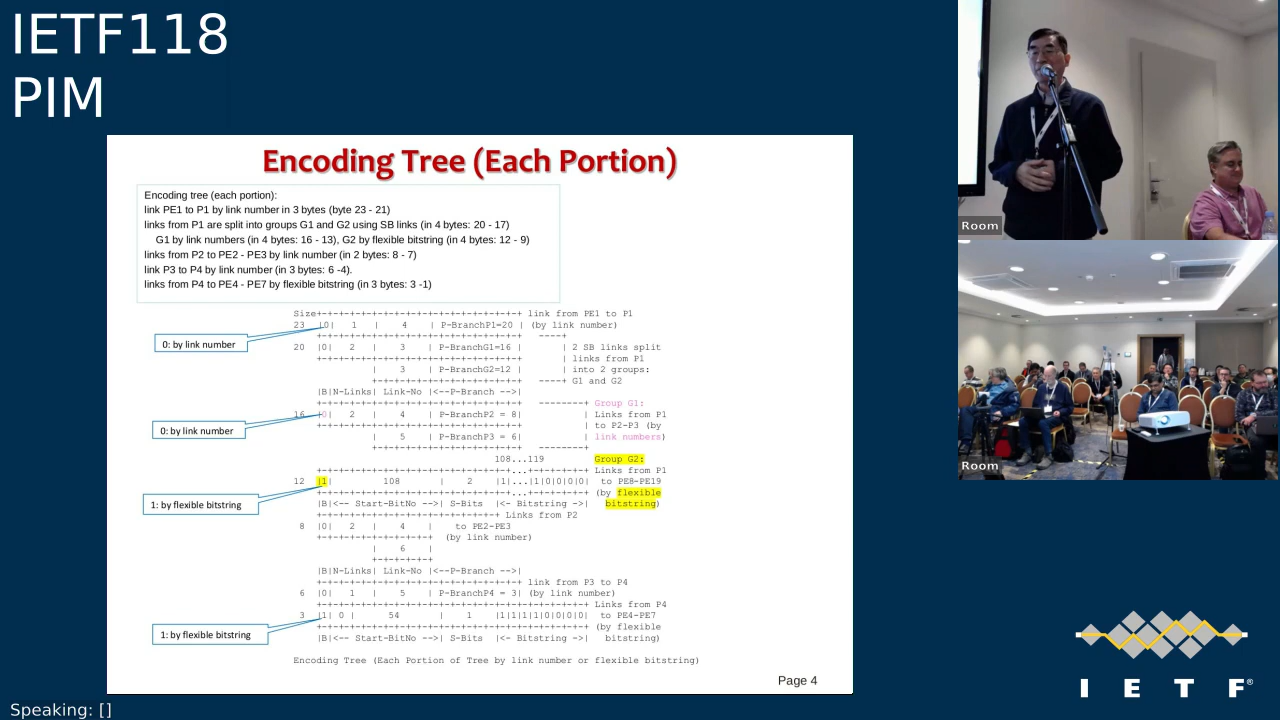 IETF118
PIM
Encoding Tree (Each Portion)
Encoding tree (each portion):
link PE1 to P1 by link number in 3 bytes (byte 23 - 21)
links from P1 are split into groups G1 and G2 using SB links (in 4 bytes: 20 - 17)
G1 by link numbers (in 4 bytes: 16 - 13), G2 by flexible bitstring (in 4 bytes: 12 - 9)
links from P2 to PE2 - PE3 by link number (in 2 bytes: 8 - 7)
link P3 to P4 by link number (in 3 bytes: 6 -4).
links from P4 to PE4 - PE7 by flexible bitstring (in 3 bytes: 3 -1)
Size+-+-+-+-+-+-+-+-+-+-+-+-+-+-+-+-+-+-+ link from PE1 to P1
23 |0| 1 | 4 | P-BranchP1=20 | (by link number)
0: by link number
+-+-+-+-+-+-+-+-+-+-+-+-+-+-+-+-+-+-+ ----+
20 |0| 2 | 3 | P-BranchG1=16 | | 2 SB links split
+-+-+-+-+-+-+-+-+-+-+-+-+-+-+-+-+-+-+ | links from P1
| 3 | P-BranchG2=12 | | into 2 groups:
+-+-+-+-+-+-+-+-+-+-+-+-+-+ ----+ G1 and G2
|B|N-Links| Link-No |<--P-Branch -->|
+-+-+-+-+-+-+-+-+-+-+-+-+-+-+-+-+-+-+ --------+ Group G1:
16 |0| 2 | 4 | P-BranchP2 = 8| | Links from P1
0: by link number
+-+-+-+-+-+-+-+-+-+-+-+-+-+-+-+-+-+-+ | to P2-P3 (by
| 5 | P-BranchP3 = 6| | link numbers)
+-+-+-+-+-+-+-+-+-+-+-+-+-+ --------+
108...119 Group G2:
+-+-+-+-+-+-+-+-+-+-+-+-+-+-+-+-+-+...+-+-+-+-+-+ Links from P1
12 |1| 108 | 2 |1|...|1|0|0|0|0| to PE8-PE19
+-+-+-+-+-+-+-+-+-+-+-+-+-+-+-+-+-+...+-+-+-+-+-+ (by flexible
1: by flexible bitstring
|B|<-- Start-BitNo -->| S-Bits |<- Bitstring ->| bitstring)
+-+-+-+-+-+-+-+-+-+-+-+-+-+-+-+ Links from P2
8 |0| 2 | 4 | to PE2-PE3
+-+-+-+-+-+-+-+-+-+-+ (by link number)
| 6 |
+-+-+-+-+
|B|N-Links| Link-No |<--P-Branch -->|
+-+-+-+-+-+-+-+-+-+-+-+-+-+-+-+-+-+-+ link from P3 to P4
6 |0| 1 | 5 | P-BranchP4 = 3| (by link number)
+-+-+-+-+-+-+-+-+-+-+-+-+-+-+-+-+-+-+-+-+-+-+-+-+ Links from P4
3 |1| 0 | 54 | 1 |1|1|1|1|0|0|0|0| to PE4-PE7
+-+-+-+-+-+-+-+-+-+-+-+-+-+-+-+-+-+-+-+-+-+-+-+-+ (by flexible
1: by flexible bitstring
|B|<-- Start-BitNo -->| S-Bits |<- Bitstring ->| bitstring)
Encoding Tree (Each Portion of Tree by link number or flexible bitstring)
Page 4
Room
Room
I E T F®
Speaking: []